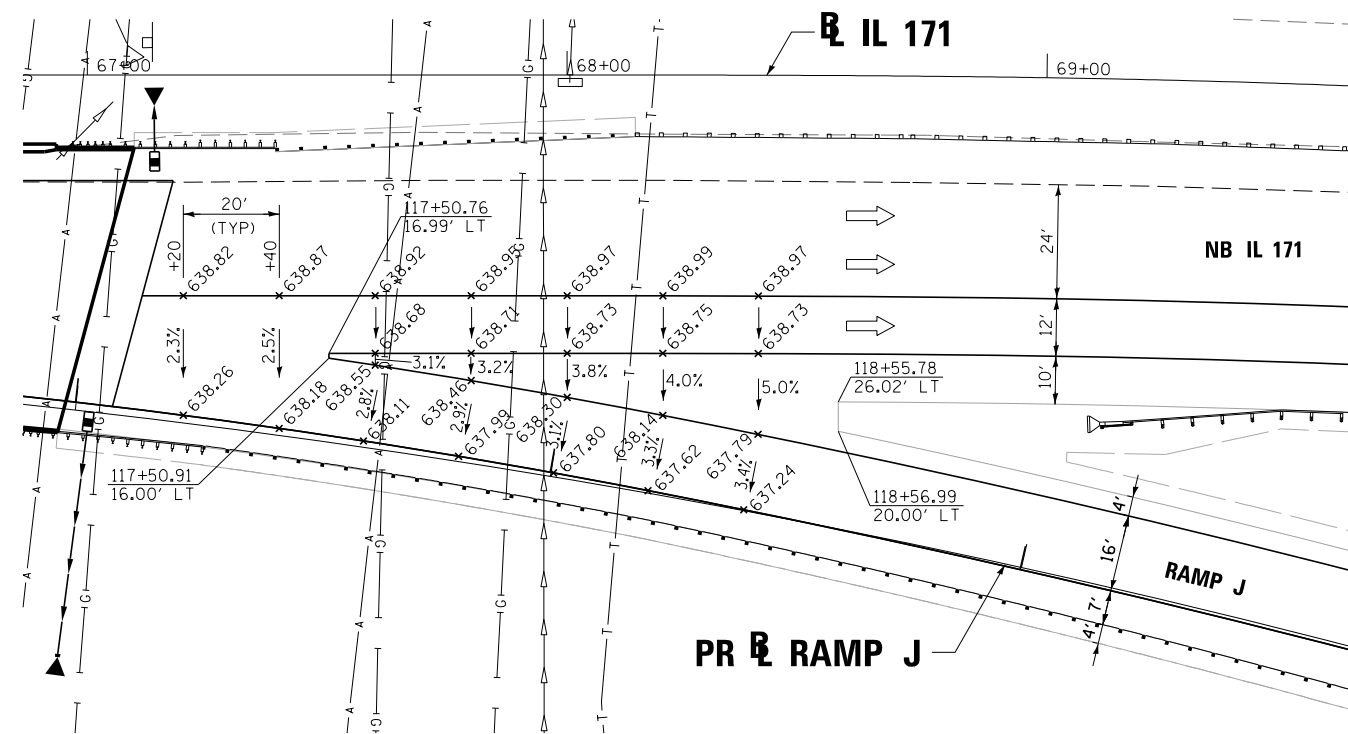 BL IL 171
67+00
68+00
69+00
117+50.76
16.99' LT
20'
(TYP)
+20
+40
638.82
638.87
638.92
638.95
638.97
638.99
638.97
24'
NB IL 171
638.68
638.71
638.73
638.75
638.73
12'
2.3%
2.5%
3.1%
3.2%
3.8%
4.0%
5.0%
10'
118+55.78
26.02' LT
638.26
638.18
638.55
638.46
638.30
638.14
637.79
2.8%
2.9%
3.1%
3.3%
3.4%
638.11
637.99
637.80
637.62
637.24
117+50.91
16.00' LT
118+56.99
20.00' LT
4'
16'
RAMP J
7'
4'
PR BL RAMP J
A
A
A
A
G
G
G
G
T
T
T
T